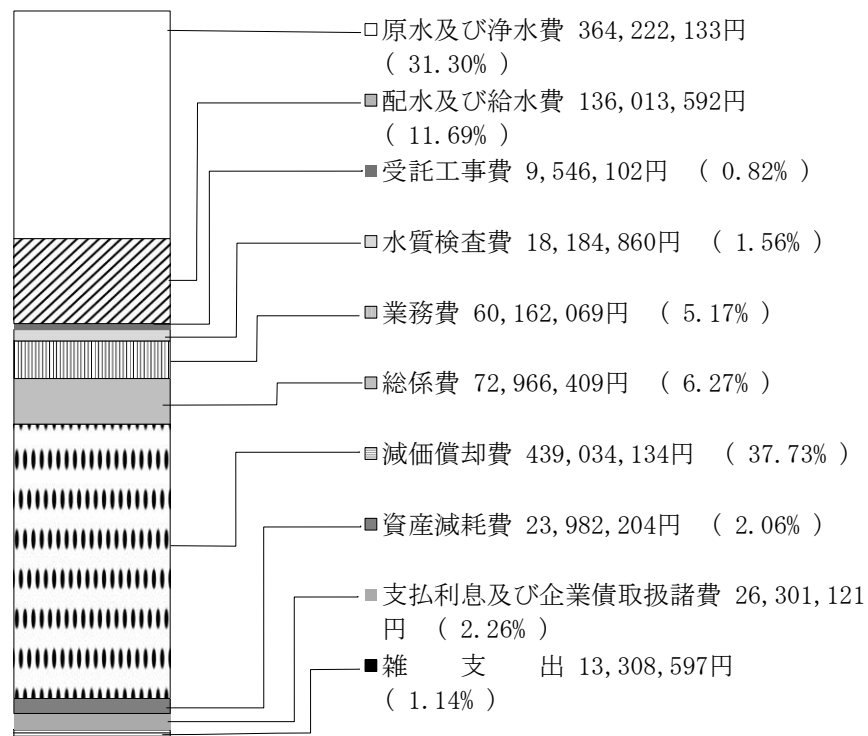 原水及び浄水費 364,222,133円
( 31.30% )
配水及び給水費 136,013,592円
( 11.69% )
受託工事費 9,546,102円 ( 0.82% )
水質検査費 18,184,860円 ( 1.56% )
業務費 60,162,069円 ( 5.17% )
総係費 72,966,409円 ( 6.27% )
減価償却費 439,034,134円 ( 37.73% )
資産減耗費 23,982,204円 ( 2.06% )
支払利息及び企業債取扱諸費 26,301,121
円 ( 2.26% )
雑 支 出 13,308,597円
( 1.14% )